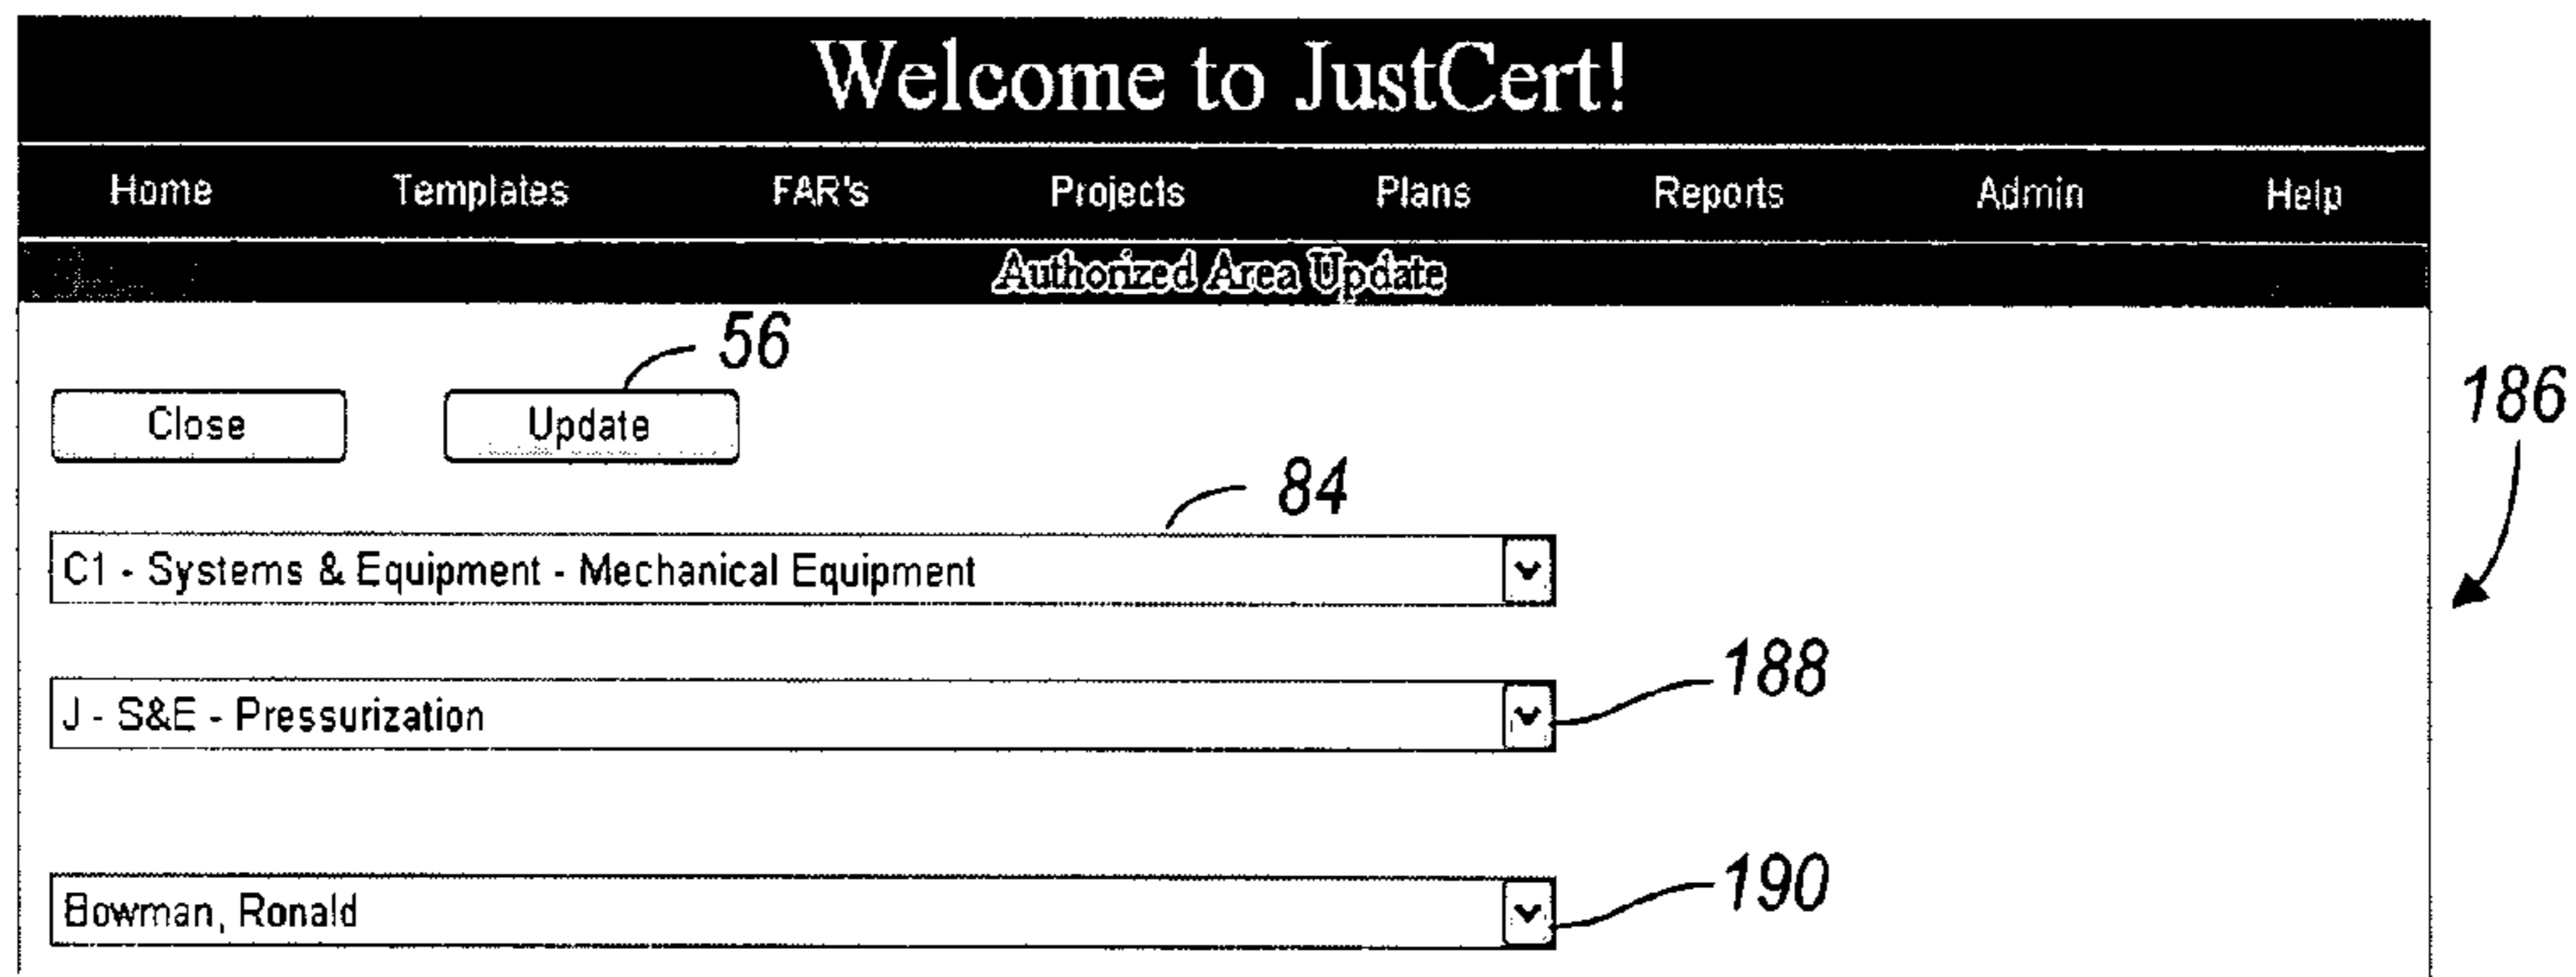 Welcome to JustCert!
Home Templates FAR's Projects Plans Reports Admin Help
Authorized Area Update
56
Close Update
186
84
C1 - Systems & Equipment - Mechanical Equipment
188
J - S&E - Pressurization
190
Bowman, Ronald